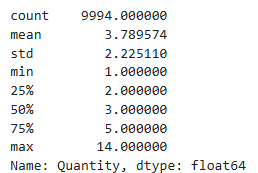 count    9994.000000
mean        3.789574
std         2.225110
min         1.000000
25%         2.000000
50%         3.000000
75%         5.000000
max        14.000000
Name: Quantity, dtype: float64